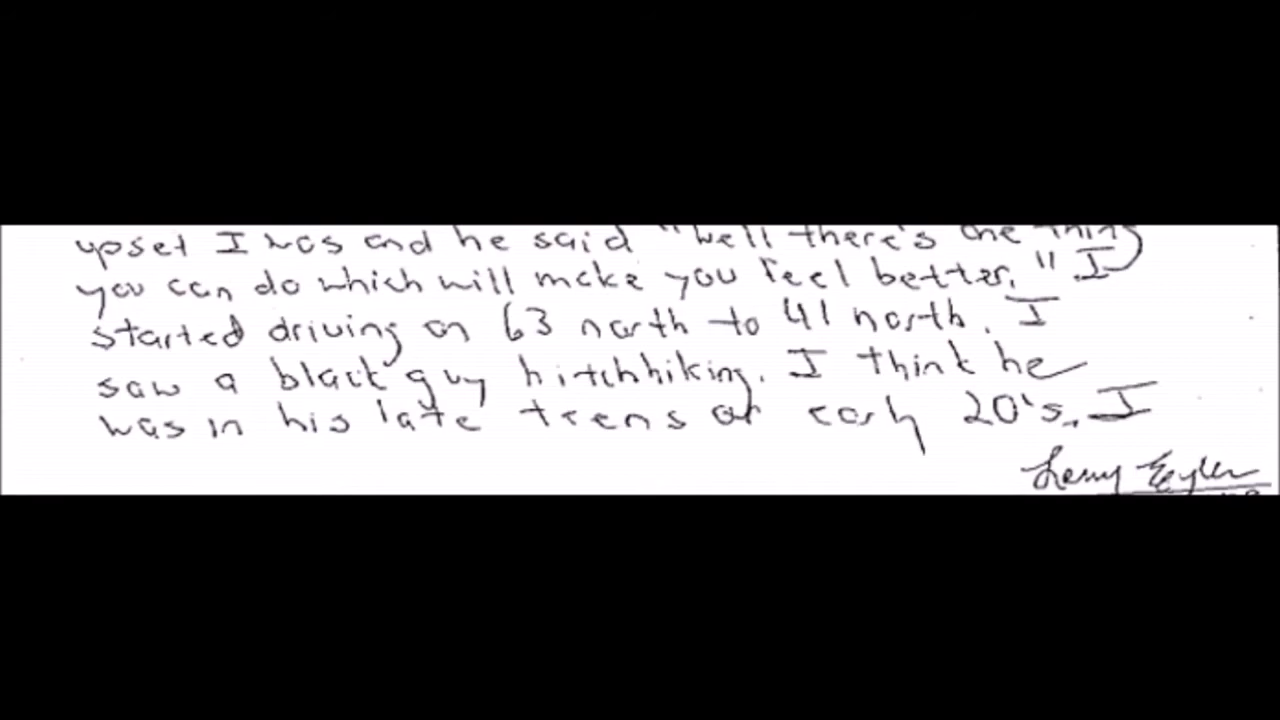 upset I was and he said "Well there's one thing
you can do which will make you feel better." I
started driving on 63 north to 41 north. I
saw a black guy hitchhiking. I think he
was in his late teens or early 20's. I
Larry Eyler